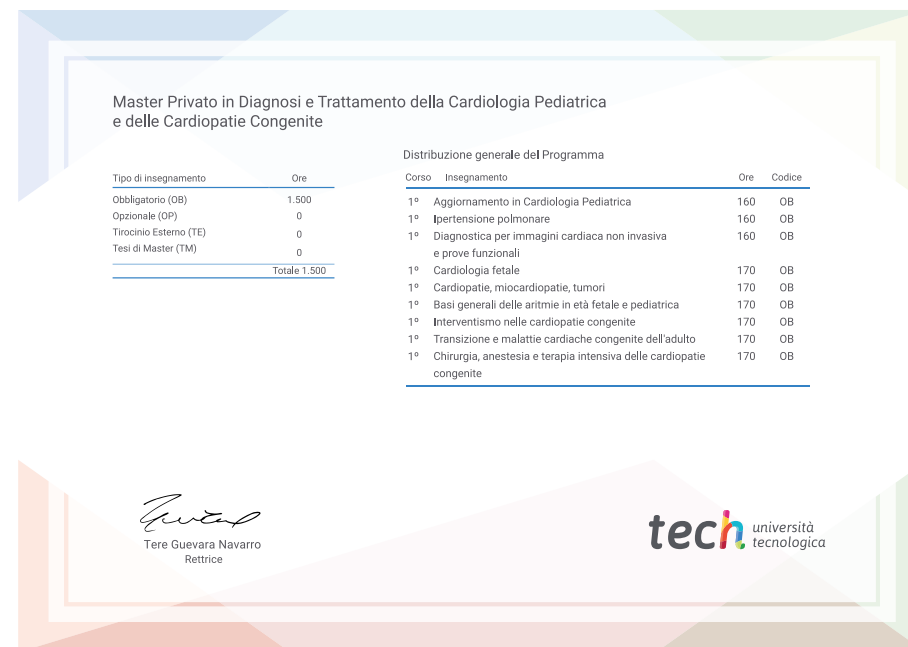 Master Privato in Diagnosi e Trattamento della Cardiologia Pediatrica
e delle Cardiopatie Congenite
Tipo di insegnamento Ore
Obbligatorio (OB) 1.500
Opzionale (OP) 0
Tirocinio Esterno (TE) 0
Tesi di Master (TM) 0
Totale 1.500
Distribuzione generale del Programma
Corso Insegnamento Ore Codice
1º Aggiornamento in Cardiologia Pediatrica 160 OB
1º Ipertensione polmonare 160 OB
1º Diagnostica per immagini cardiaca non invasiva 160 OB
e prove funzionali
1º Cardiologia fetale 170 OB
1º Cardiopatie, miocardiopatie, tumori 170 OB
1º Basi generali delle aritmie in età fetale e pediatrica 170 OB
1º Interventismo nelle cardiopatie congenite 170 OB
1º Transizione e malattie cardiache congenite dell'adulto 170 OB
1º Chirurgia, anestesia e terapia intensiva delle cardiopatie 170 OB
congenite
Tere Guevara Navarro
Rettrice
tech università
tecnologica